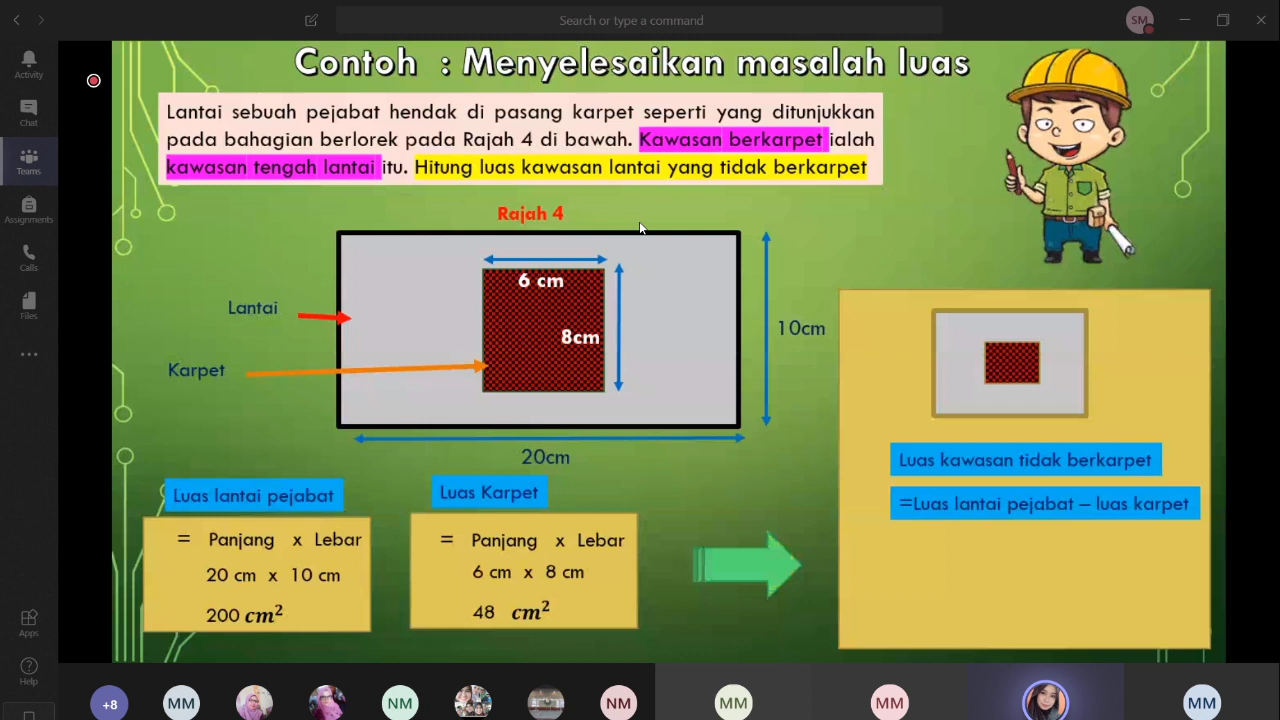 Search or type a command
SM
Activity
Chat
Teams
Assignments
Calls
Files
Apps
Help
Contoh : Menyelesaikan masalah luas
Lantai sebuah pejabat hendak di pasang karpet seperti yang ditunjukkan
pada bahagian berlorek pada Rajah 4 di bawah. Kawasan berkarpet ialah
kawasan tengah lantai itu. Hitung luas kawasan lantai yang tidak berkarpet
Rajah 4
6 cm
8cm
Lantai
Karpet
10cm
20cm
Luas lantai pejabat
= Panjang x Lebar
20 cm x 10 cm
200 cm²
Luas Karpet
= Panjang x Lebar
6 cm x 8 cm
48 cm²
Luas kawasan tidak berkarpet
=Luas lantai pejabat – luas karpet
+8
MM
NM
NM
MM
MM
MM